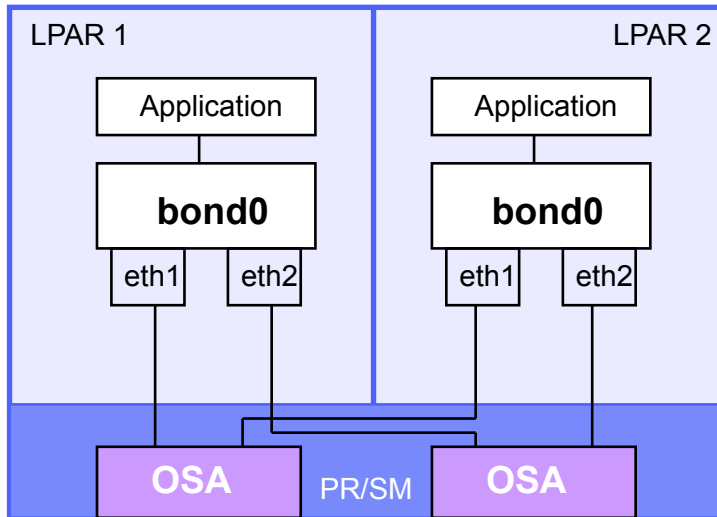 LPAR 1
LPAR 2
Application
Application
bond0
bond0
eth1
eth2
eth1
eth2
OSA
PR/SM
OSA